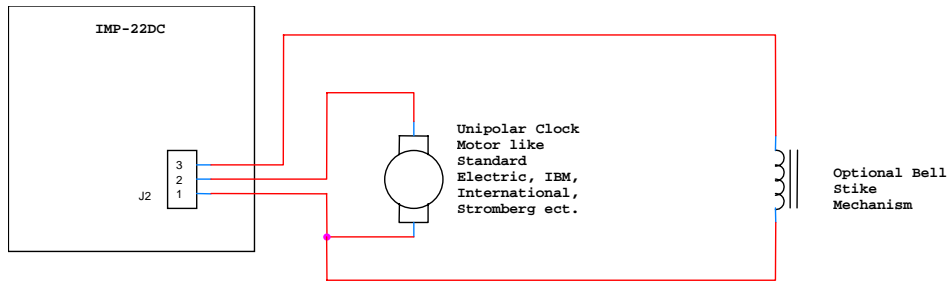 IMP-22DC
J2
3
2
1
Unipolar Clock
Motor like
Standard
Electric, IBM,
International,
Stromberg ect.
Optional Bell
Stike
Mechanism